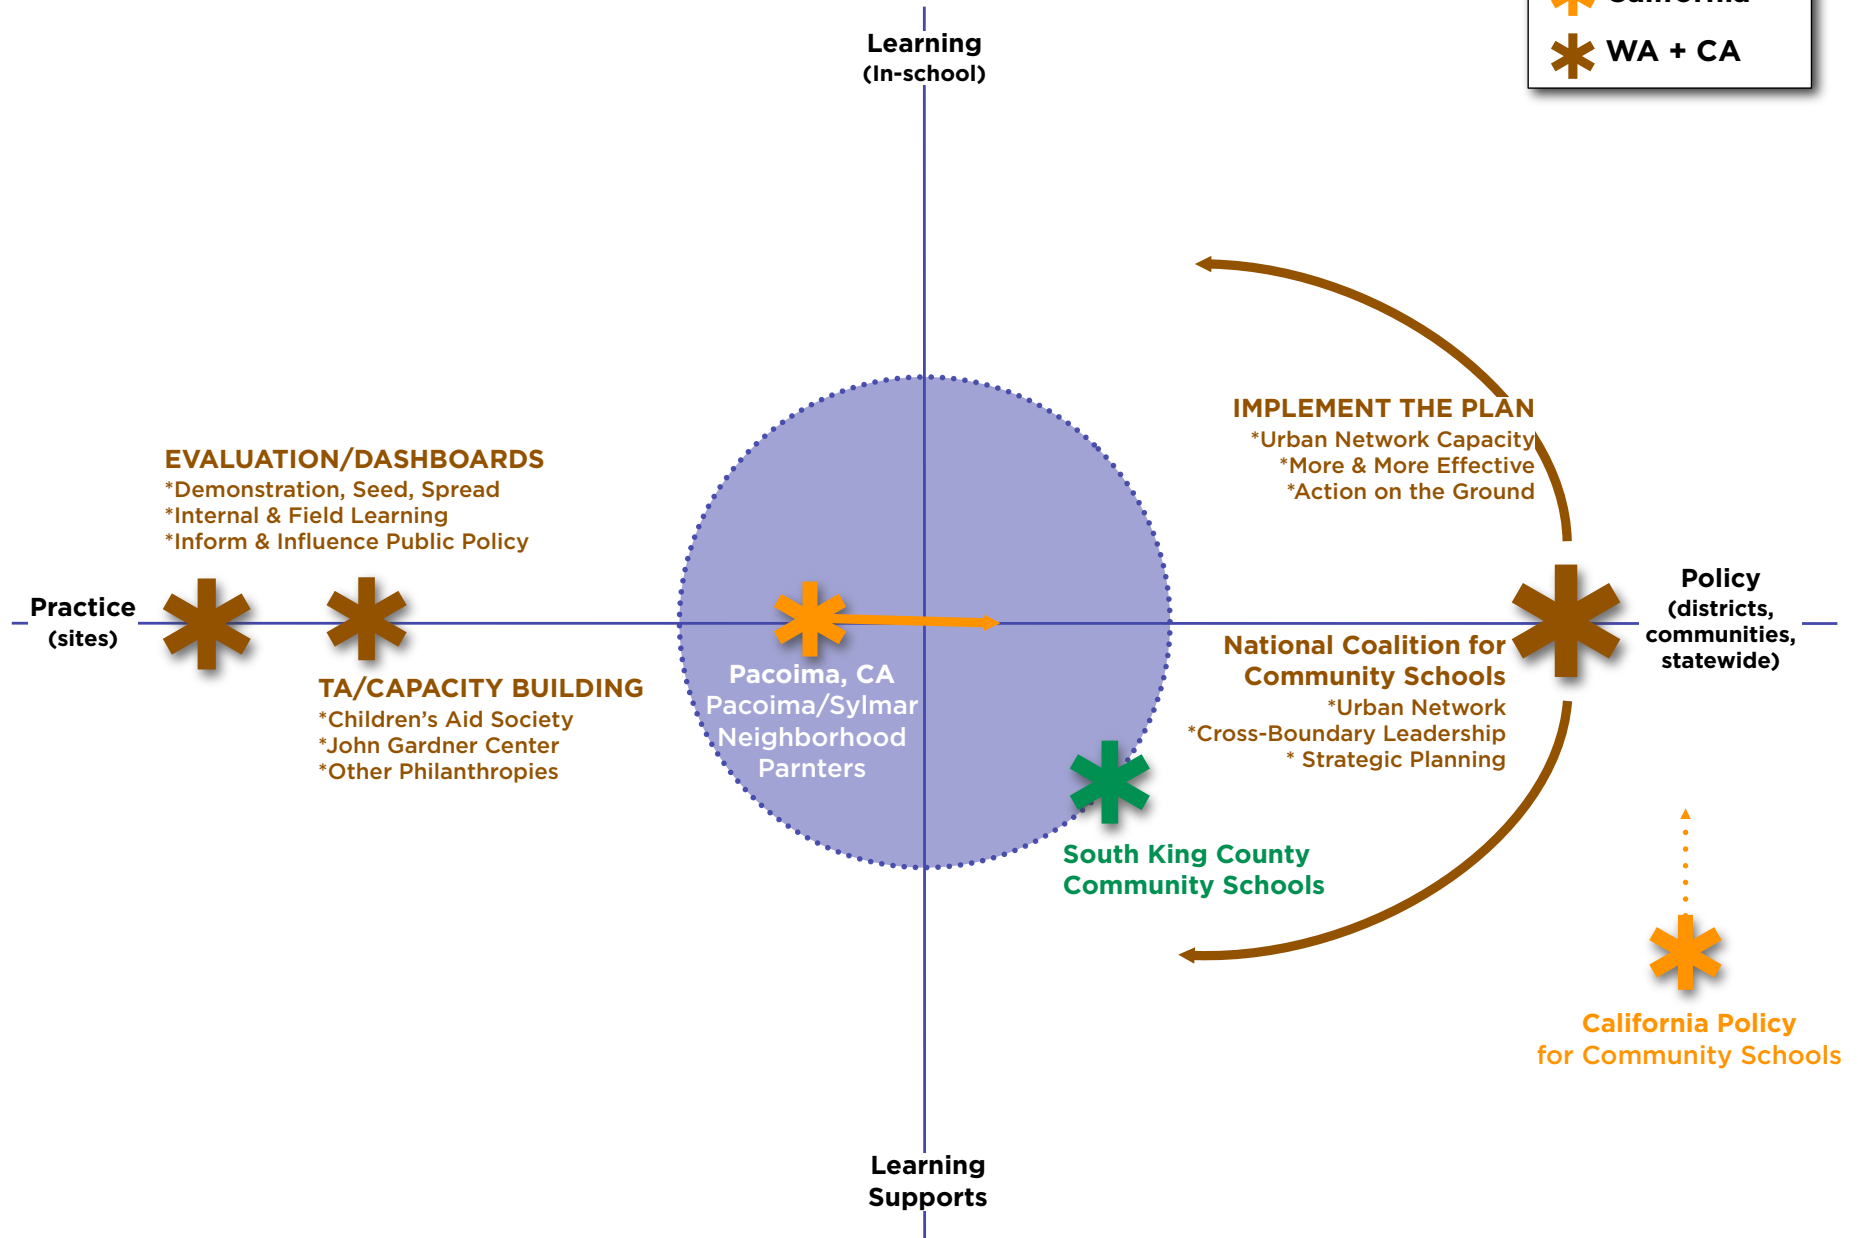 California
WA + CA
Learning
(In-school)
IMPLEMENT THE PLAN
*Urban Network Capacity
*More & More Effective
*Action on the Ground
EVALUATION/DASHBOARDS
*Demonstration, Seed, Spread
*Internal & Field Learning
*Inform & Influence Public Policy
Practice
(sites)
Policy
(districts,
communities,
statewide)
TA/CAPACITY BUILDING
*Children's Aid Society
*John Gardner Center
*Other Philanthropies
Pacoima, CA
Pacoima/Sylmar
Neighborhood
Parnters
National Coalition for
Community Schools
*Urban Network
*Cross-Boundary Leadership
* Strategic Planning
South King County
Community Schools
California Policy
for Community Schools
Learning
Supports